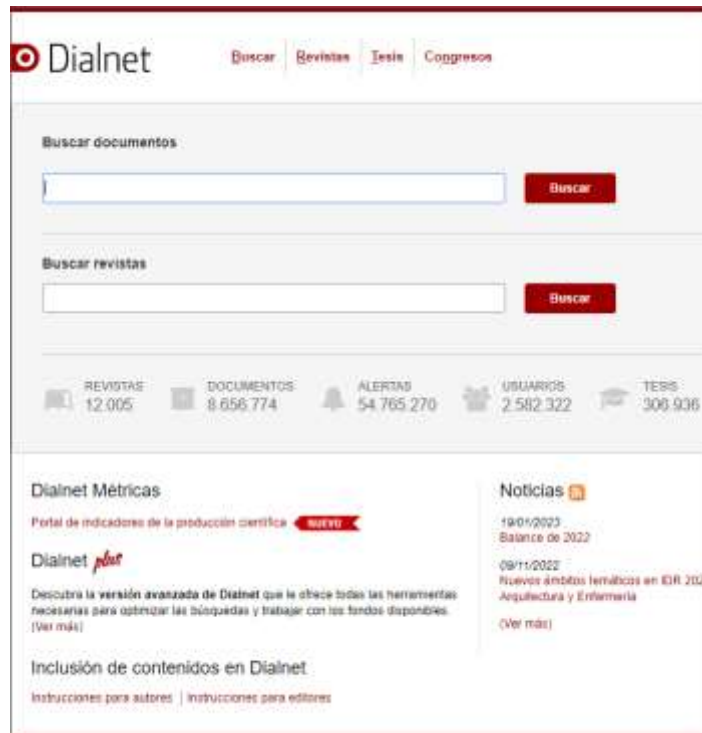 Dialnet
Buscar Revistas Tesis Congresos
Buscar documentos
Buscar
Buscar revistas
Buscar
REVISTAS
12.005
DOCUMENTOS
8.656.774
ALERTAS
54.765.270
USUARIOS
2.582.322
TESIS
306.936
Dialnet Métricas
Portal de indicadores de la producción científica NUEVO
Dialnet plus
Descubra la versión avanzada de Dialnet que le ofrece todas las herramientas
necesarias para optimizar las búsquedas y trabajar con los fondos disponibles.
(Ver más)
Inclusión de contenidos en Dialnet
Instrucciones para autores | Instrucciones para editores
Noticias
19/01/2023
Balance de 2022
09/11/2022
Nuevos ámbitos temáticos en IDR 202
Arquitectura y Enfermería
(Ver más)